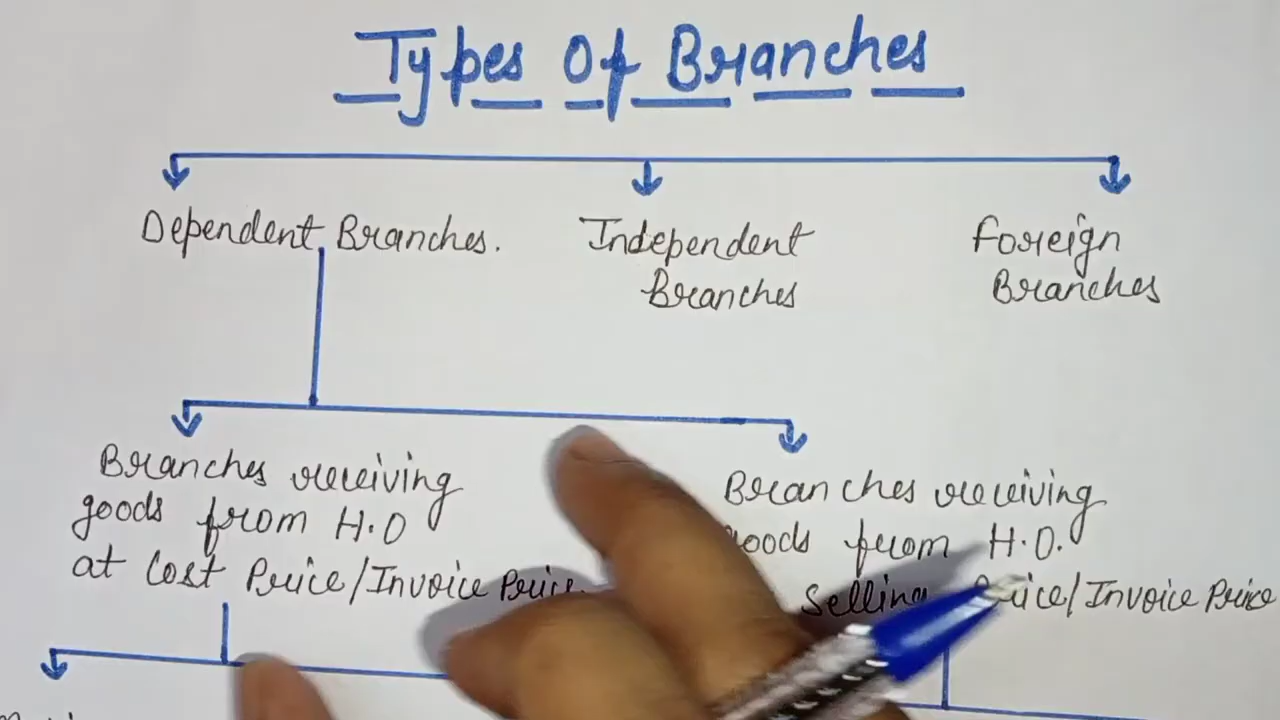 Types Of Branches
Dependent Branches.
Independent
Branches
Foreign
Branches
Branches receiving
goods from H.O
at Cost Price/Invoice Price.
Branches receiving
goods from H.O.
selling Price/Invoice Price